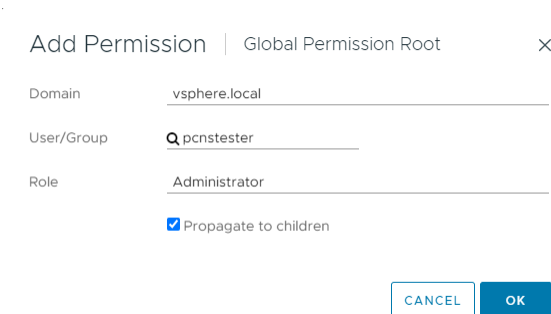 Add Permission | Global Permission Root
Domain vsphere.local
User/Group pcnstester
Role Administrator
Propagate to children
CANCEL OK